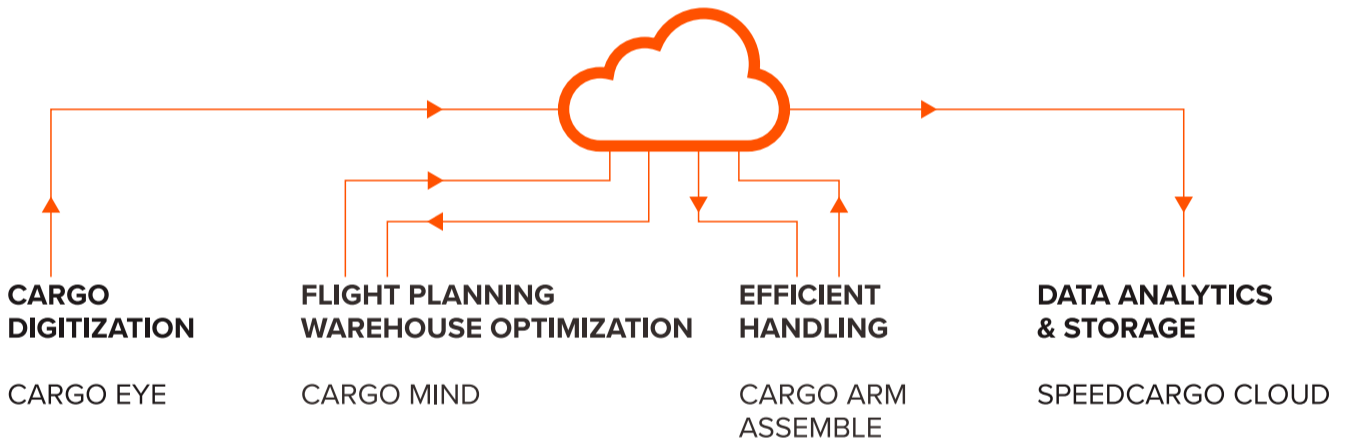 CARGO
DIGITIZATION
CARGO EYE
FLIGHT PLANNING
WAREHOUSE OPTIMIZATION
CARGO MIND
EFFICIENT
HANDLING
CARGO ARM
ASSEMBLE
DATA ANALYTICS
& STORAGE
SPEEDCARGO CLOUD